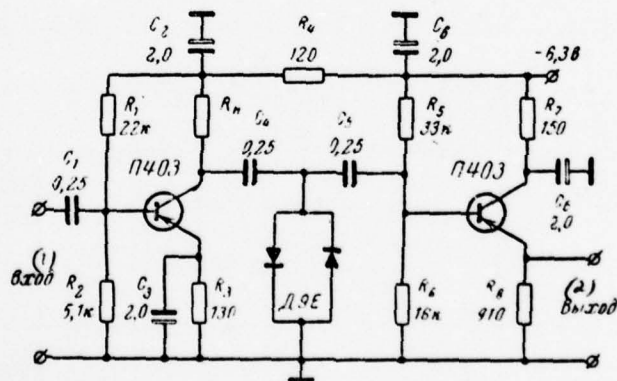 C₂
2,0
R₄
120
C₆
2,0
-6,3в
R₁
22к
Rн
R₅
33к
R₇
150
C₁
0,25
П403
C₄
0,25
C₅
0,25
П403
C₆
2,0
(1)
вход
R₂
5,1к
C₃
2,0
R₃
130
Д9Е
R₆
16к
R₈
910
(2)
Выход